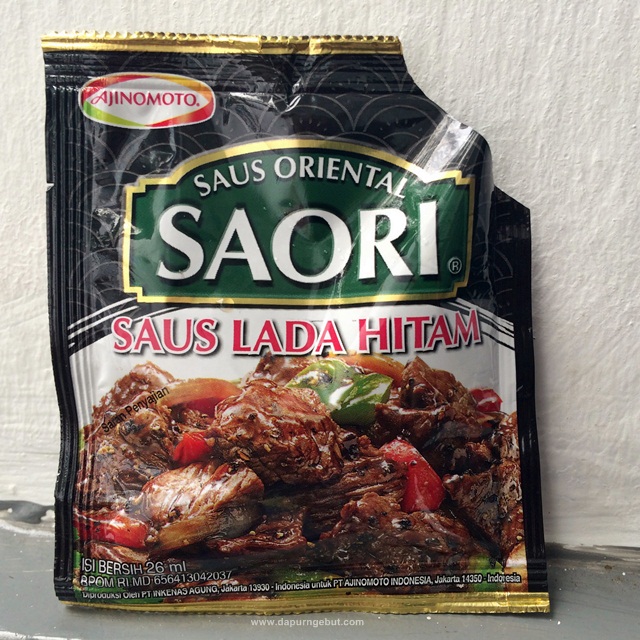 AJINOMOTO®
SAUS ORIENTAL
SAORI®
SAUS LADA HITAM
Saran Penyajian
ISI BERSIH 26 ml
BPOM RI MD 656413042037
Diproduksi Oleh PT INKENAS AGUNG, Jakarta 13930 - Indonesia untuk PT AJINOMOTO INDONESIA, Jakarta 14350 - Indonesia
www.dapurngebut.com